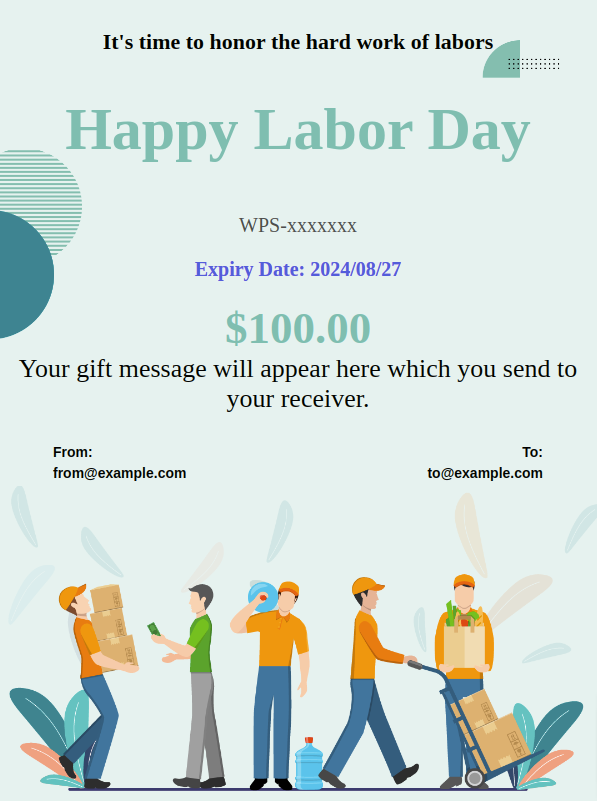 It's time to honor the hard work of labors
Happy Labor Day
WPS-xxxxxxx
Expiry Date: 2024/08/27
$100.00
Your gift message will appear here which you send to
your receiver.
From:
To:
from@example.com
to@example.com